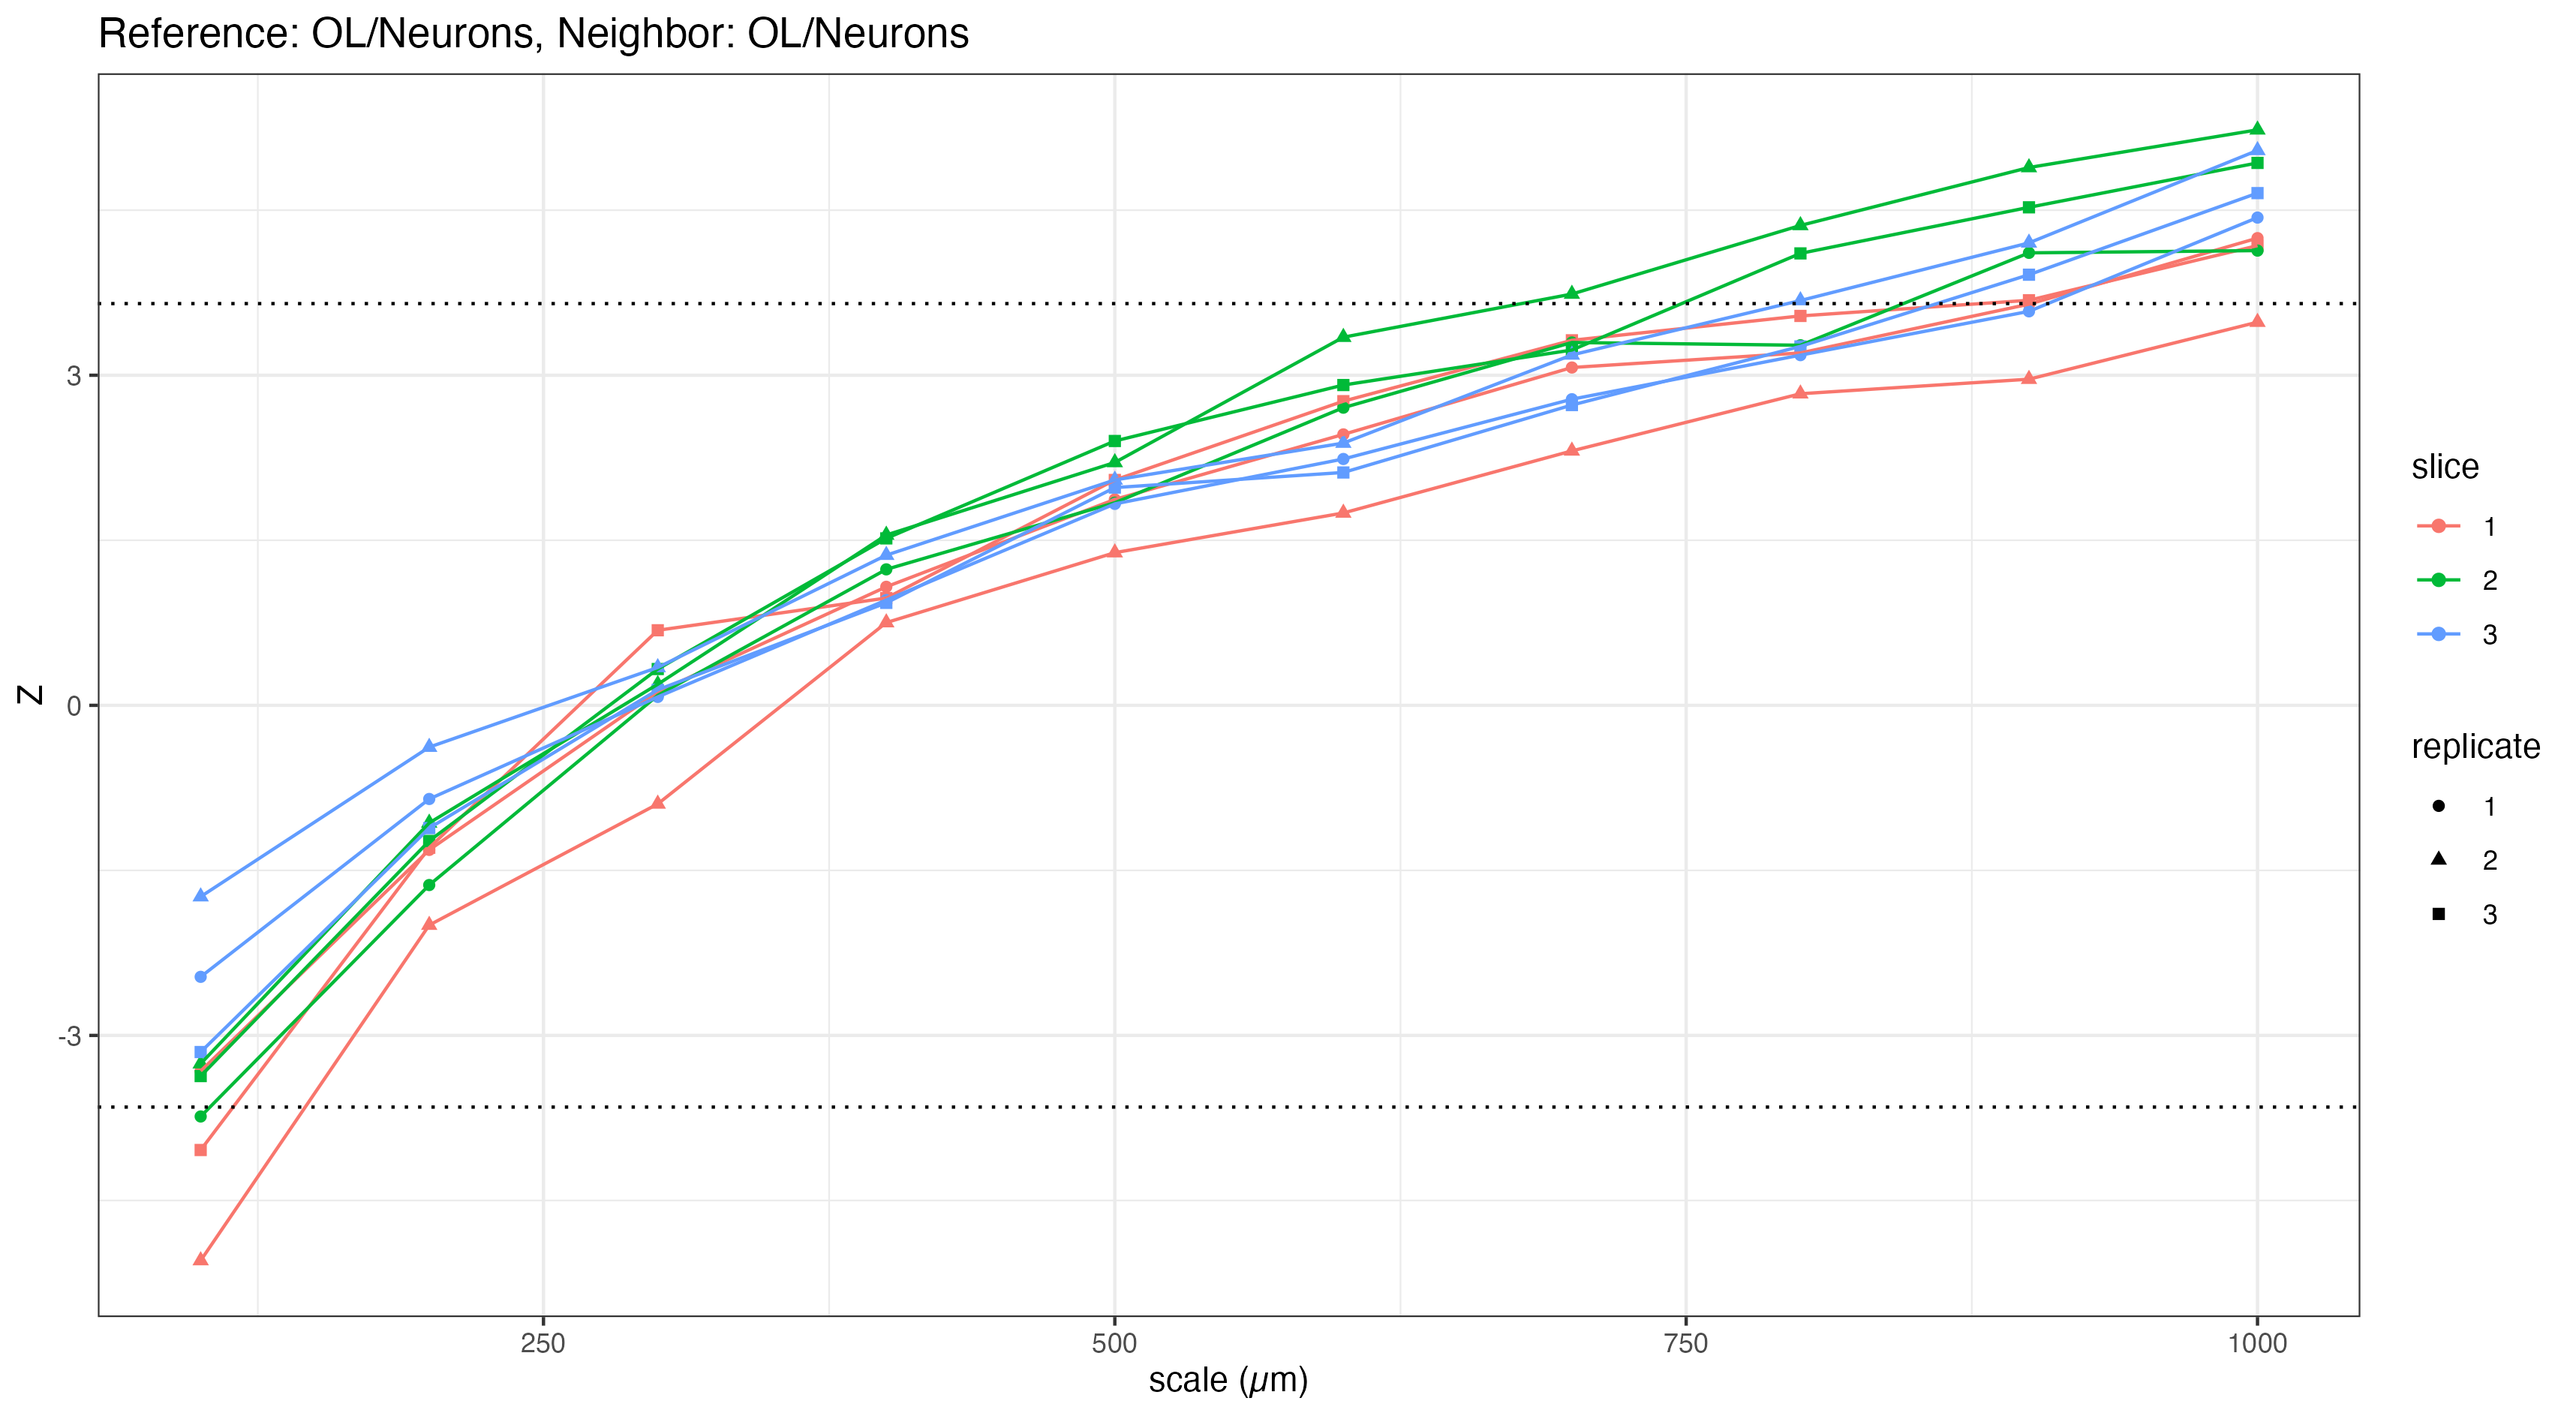 Reference: OL/Neurons, Neighbor: OL/Neurons
3
0
-3
Z
250 500 750 1000
scale (µm)
slice
1
2
3
replicate
1
2
3